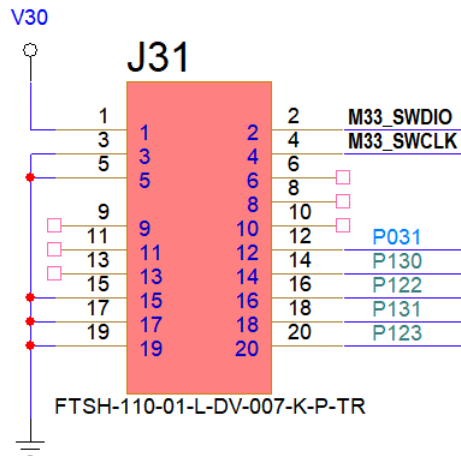 V30
J31
1 1 2 2 M33_SWDIO
3 3 4 4 M33_SWCLK
5 5 6 6
8 8
9 9 10 10
11 11 12 12 P031
13 13 14 14 P130
15 15 16 16 P122
17 17 18 18 P131
19 19 20 20 P123
FTSH-110-01-L-DV-007-K-P-TR